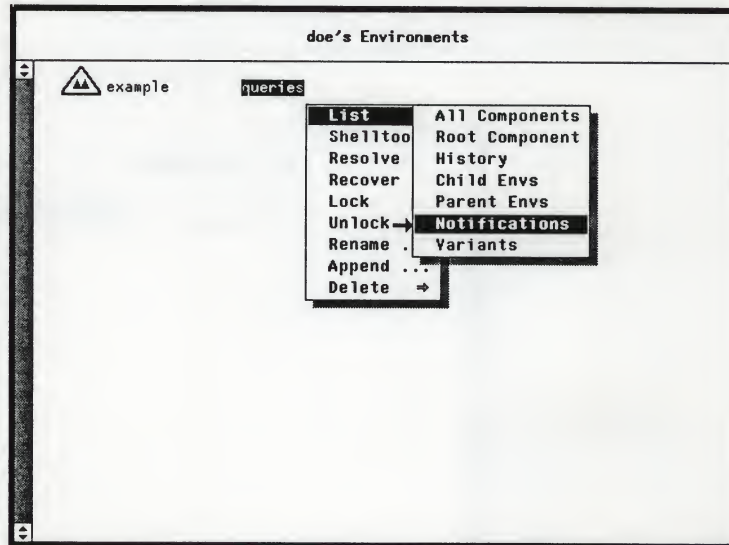 doe's Environments
example queries
List All Components
Shelltoo Root Component
Resolve History
Recover Child Envs
Lock Parent Envs
Unlock Notifications
Rename . Variants
Append ...
Delete ⇒